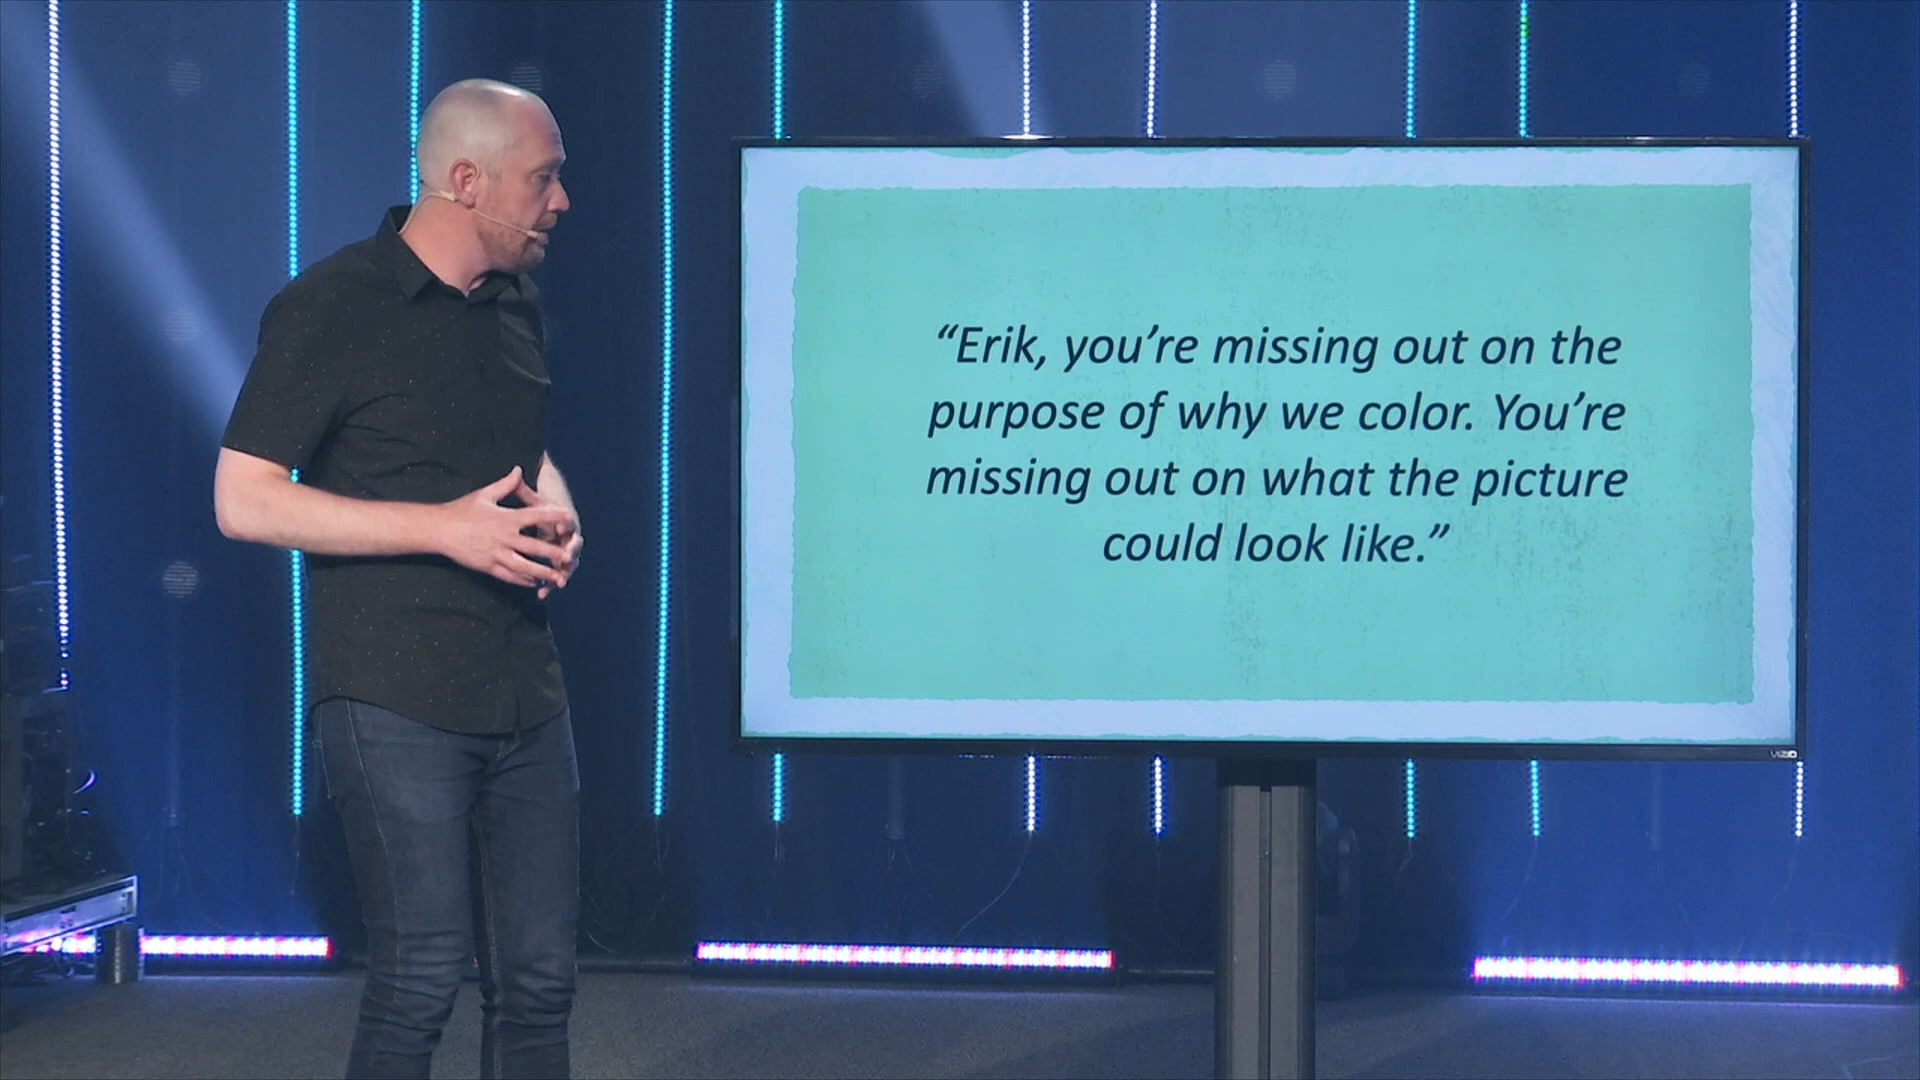 “Erik, you’re missing out on the
purpose of why we color. You’re
missing out on what the picture
could look like.”
VIZIO